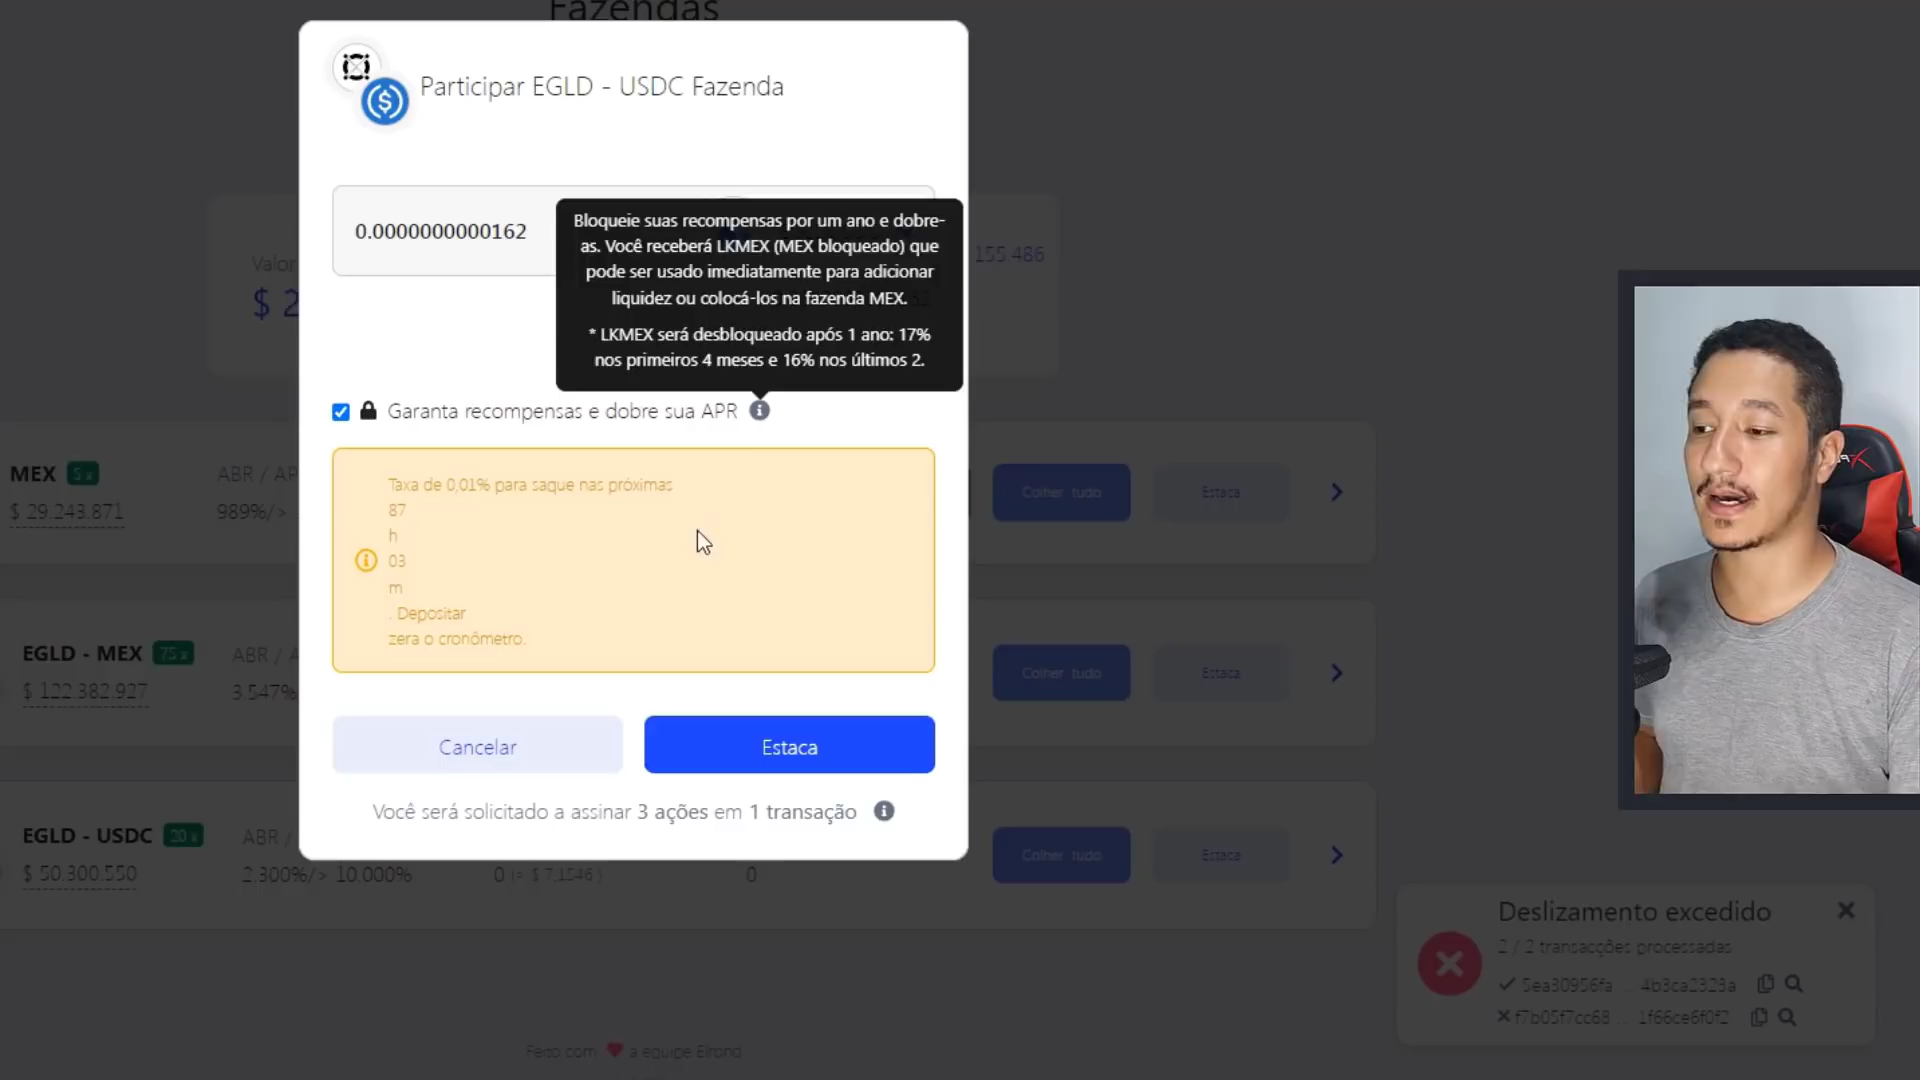 Fazendas
Participar EGLD - USDC Fazenda
0.0000000000162
Bloqueie suas recompensas por um ano e dobre-
as. Você receberá LKMEX (MEX bloqueado) que
pode ser usado imediatamente para adicionar
liquidez ou colocá-los na fazenda MEX.
* LKMEX será desbloqueado após 1 ano: 17%
nos primeiros 4 meses e 16% nos últimos 2.
Valor
$ 2
155.486
Garanta recompensas e dobre sua APR
Taxa de 0,01% para saque nas próximas
87
h
03
m
. Depositar
zera o cronômetro.
Cancelar
Estaca
Você será solicitado a assinar 3 ações em 1 transação
MEX 5 x
$ 29.243.871
ABR / AP
989%/>
Colher tudo
Estaca
EGLD - MEX 75 x
$ 122.382.927
ABR / A
3.547%
Colher tudo
Estaca
EGLD - USDC 20 x
$ 50.300.550
ABR /
2.300%/> 10.000%
0 (≈ $ 7,1546 )
0
Colher tudo
Estaca
Deslizamento excedido
2 / 2 transacções processadas
5ea30956fa ... 4b3ca2323a
f7b05f7cc68 ... 1f66ce6f0f2
Feito com a equipe Elrond